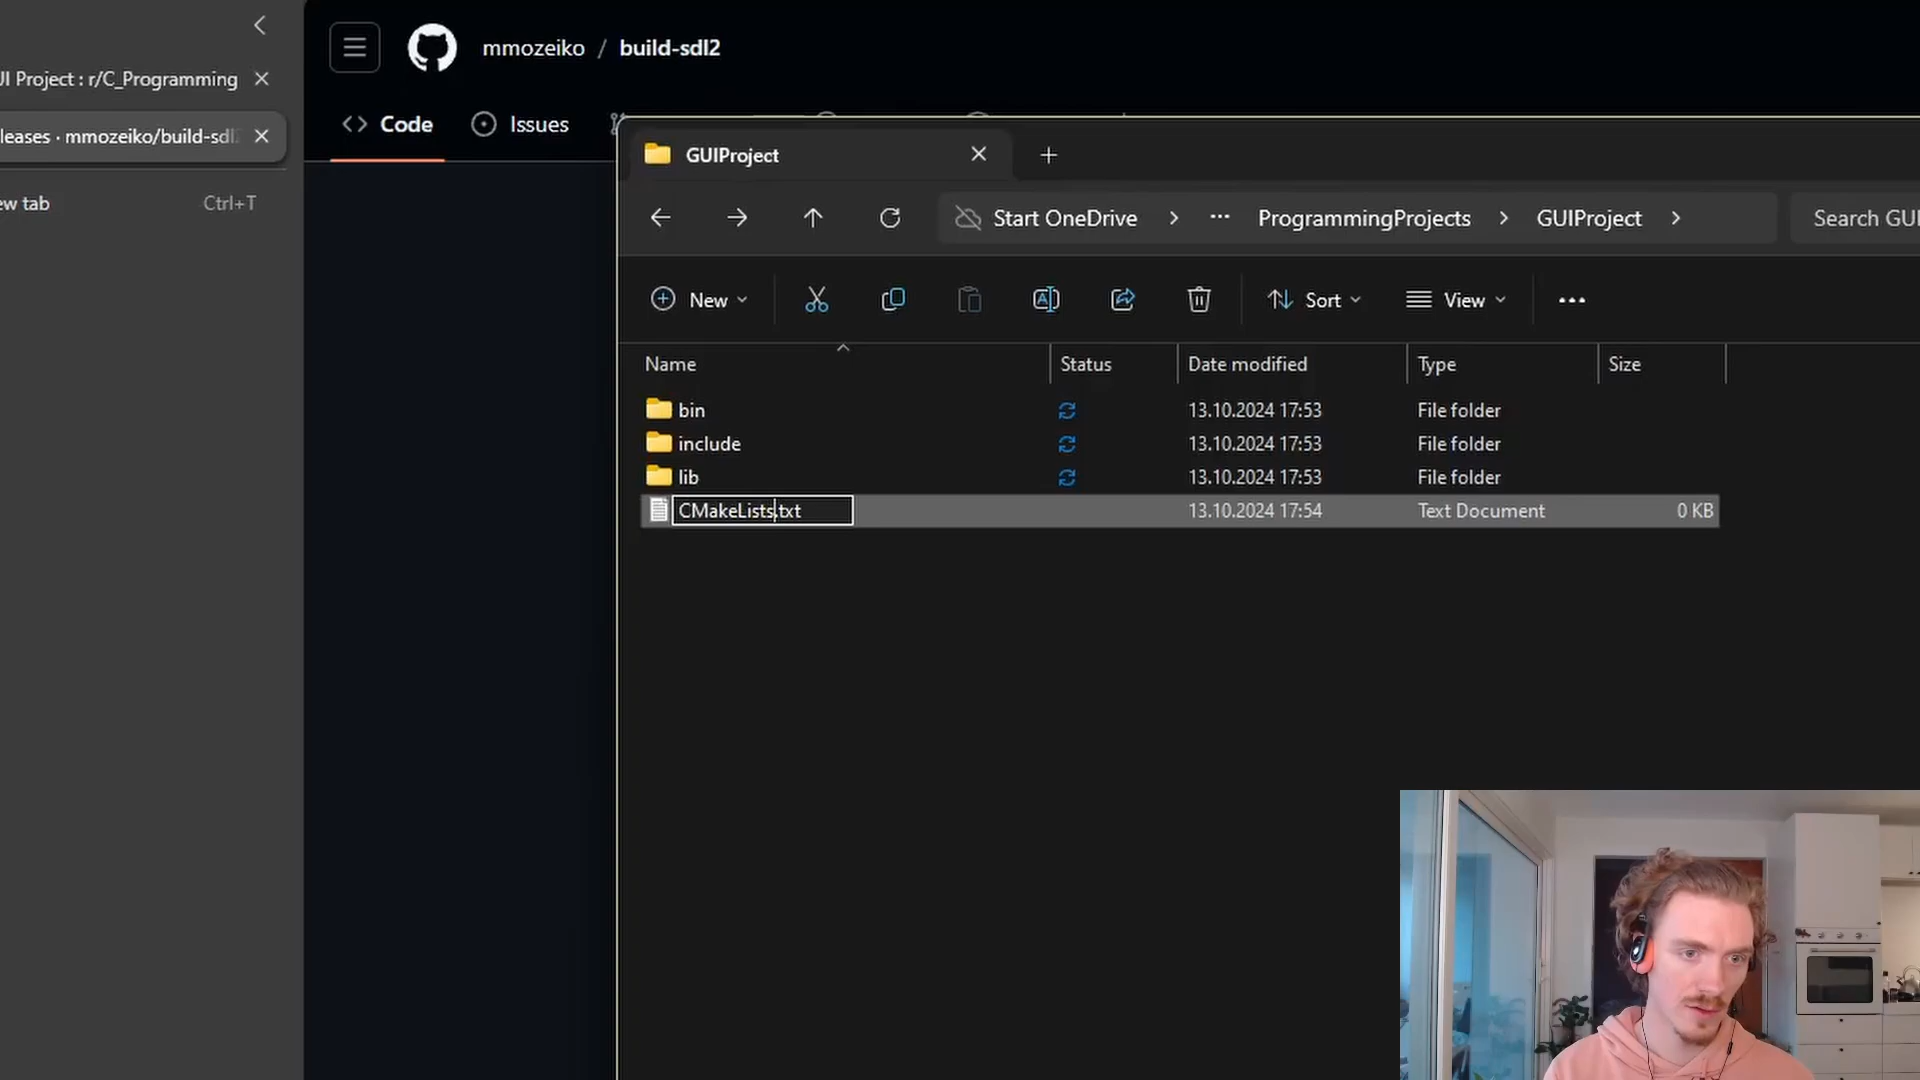 UI Project : r/C_Programming
leases · mmozeiko/build-sdl
ew tab
Ctrl+T
mmozeiko / build-sdl2
Code
Issues
GUIProject
Start OneDrive > ... ProgrammingProjects > GUIProject >
Search GUI
New
Sort
View
Name
Status
Date modified
Type
Size
bin
13.10.2024 17:53
File folder
include
13.10.2024 17:53
File folder
lib
13.10.2024 17:53
File folder
CMakeLists.txt
13.10.2024 17:54
Text Document
0 KB